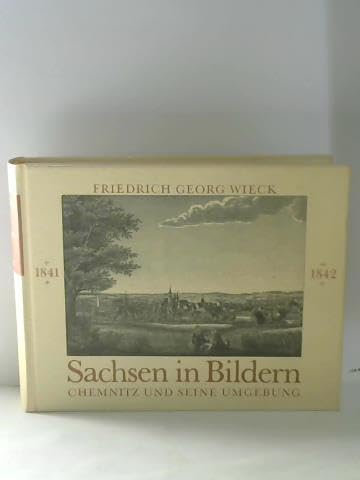 FRIEDRICH GEORG WIECK
1841
1842
Sachsen in Bildern
CHEMNITZ UND SEINE UMGEBUNG